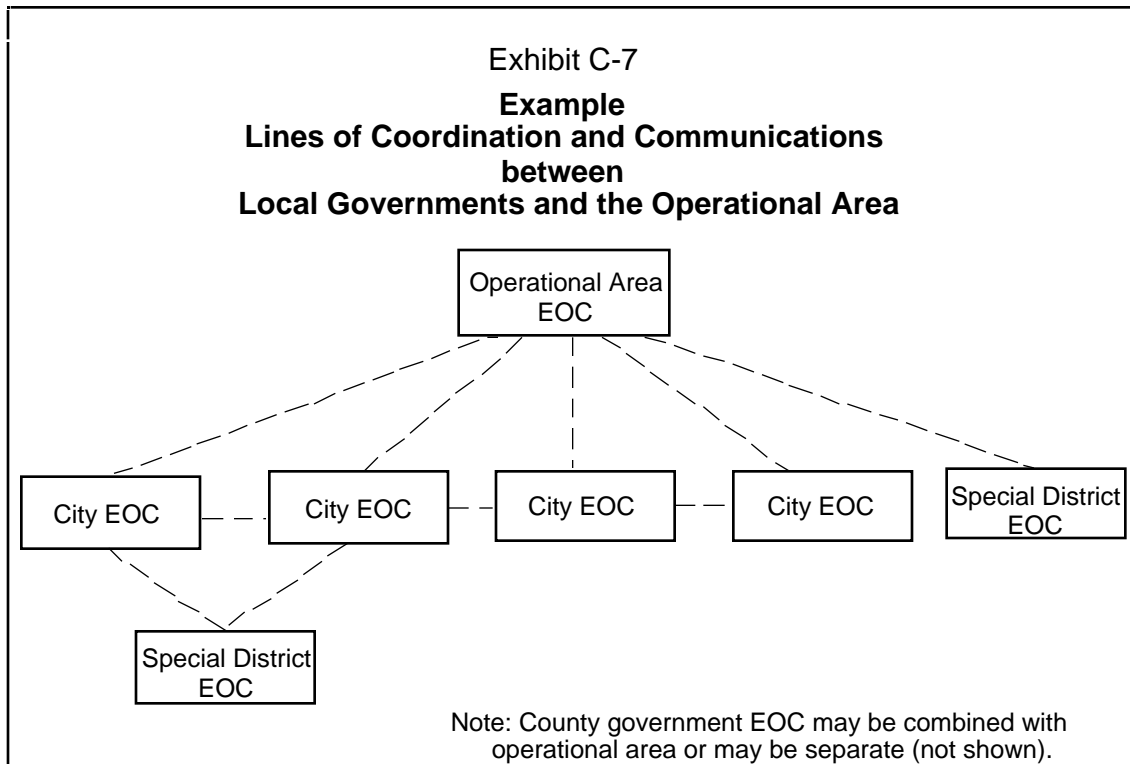 Exhibit C-7
Example
Lines of Coordination and Communications
between
Local Governments and the Operational Area
Operational Area
EOC
City EOC
City EOC
City EOC
City EOC
Special District
EOC
Special District
EOC
Note: County government EOC may be combined with
operational area or may be separate (not shown).